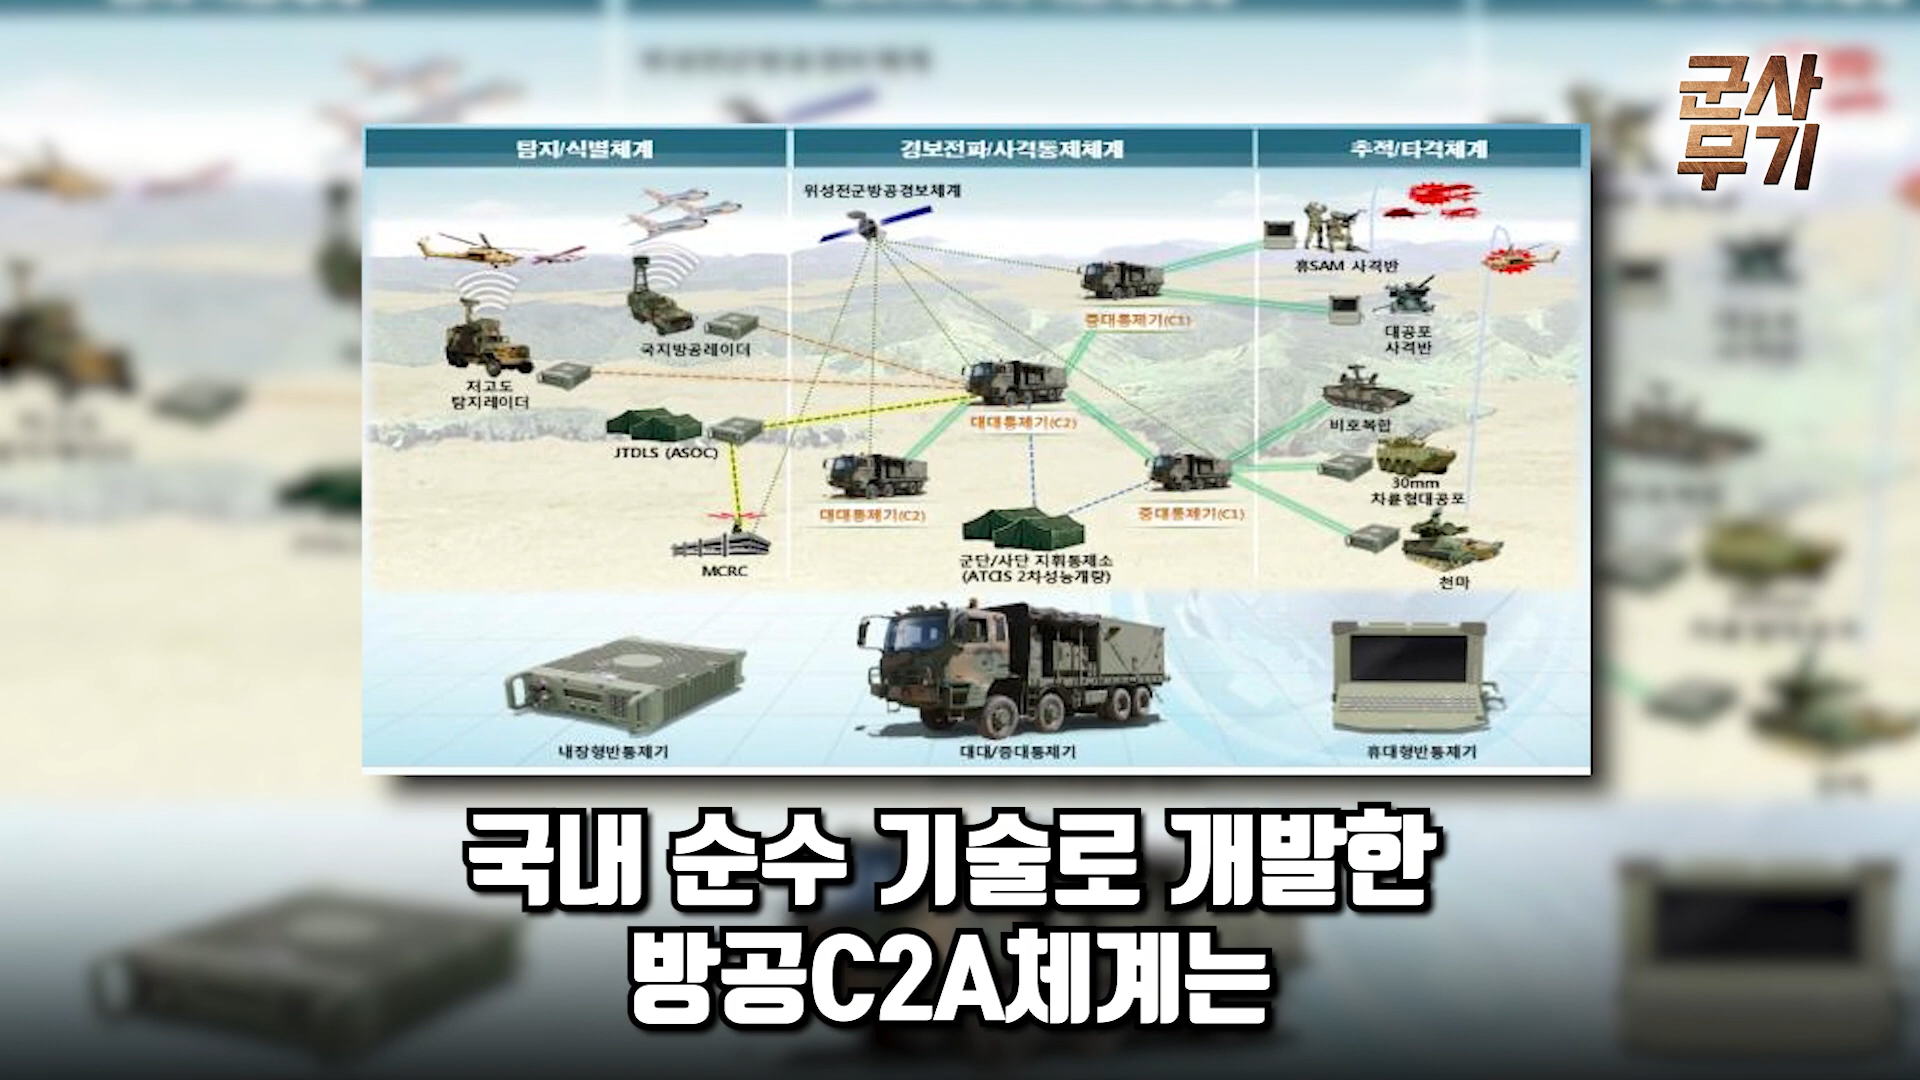 군사
무기
탐지/식별체계
경보전파/사격통제체계
추적/타격체계
위성전군방공경보체계
휴SAM 사격반
중대통제기(C1)
국지방공레이더
대공포
사격반
저고도
탐지레이더
대대통제기(C2)
비호복합
JTDLS (ASOC)
30mm
차륜형대공포
대대통제기(C2)
중대통제기(C1)
MCRC
군단/사단 지휘통제소
(ATCIS 2차성능개량)
천마
내장형반통제기
대대/중대통제기
휴대형반통제기
국내 순수 기술로 개발한
방공C2A체계는